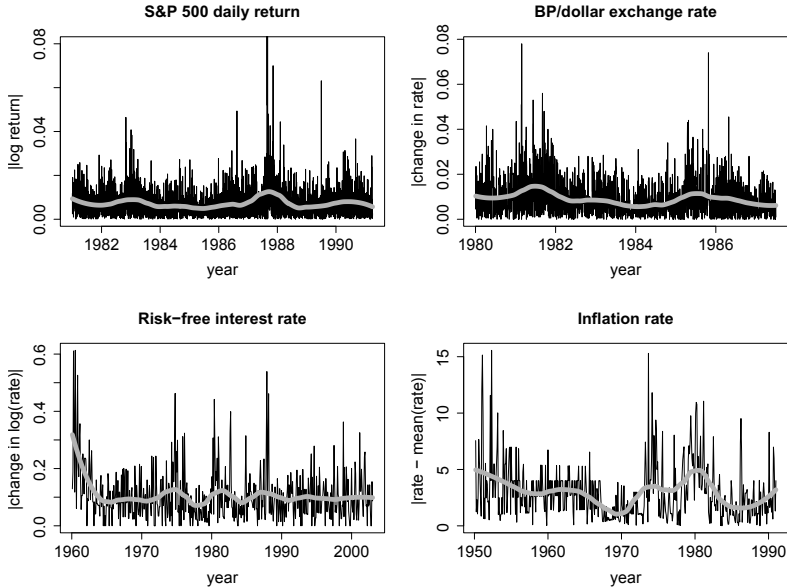 S&P 500 daily return
|log return|
0.00 0.04 0.08
1982 1984 1986 1988 1990
year
BP/dollar exchange rate
|change in rate|
0.00 0.02 0.04 0.06 0.08
1980 1982 1984 1986
year
Risk−free interest rate
|change in log(rate)|
0.0 0.2 0.4 0.6
1960 1970 1980 1990 2000
year
Inflation rate
|rate − mean(rate)|
0 5 10 15
1950 1960 1970 1980 1990
year